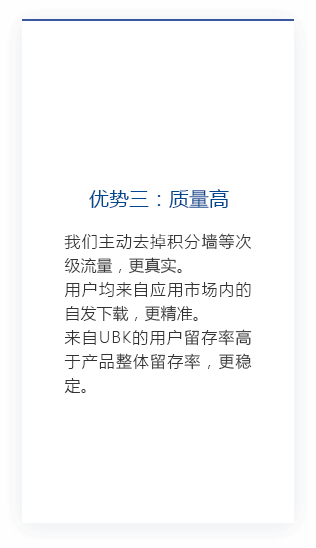 优势三：质量高
我们主动去掉积分墙等次
级流量，更真实。
用户均来自应用市场内的
自发下载，更精准。
来自UBK的用户留存率高
于产品整体留存率，更稳
定。